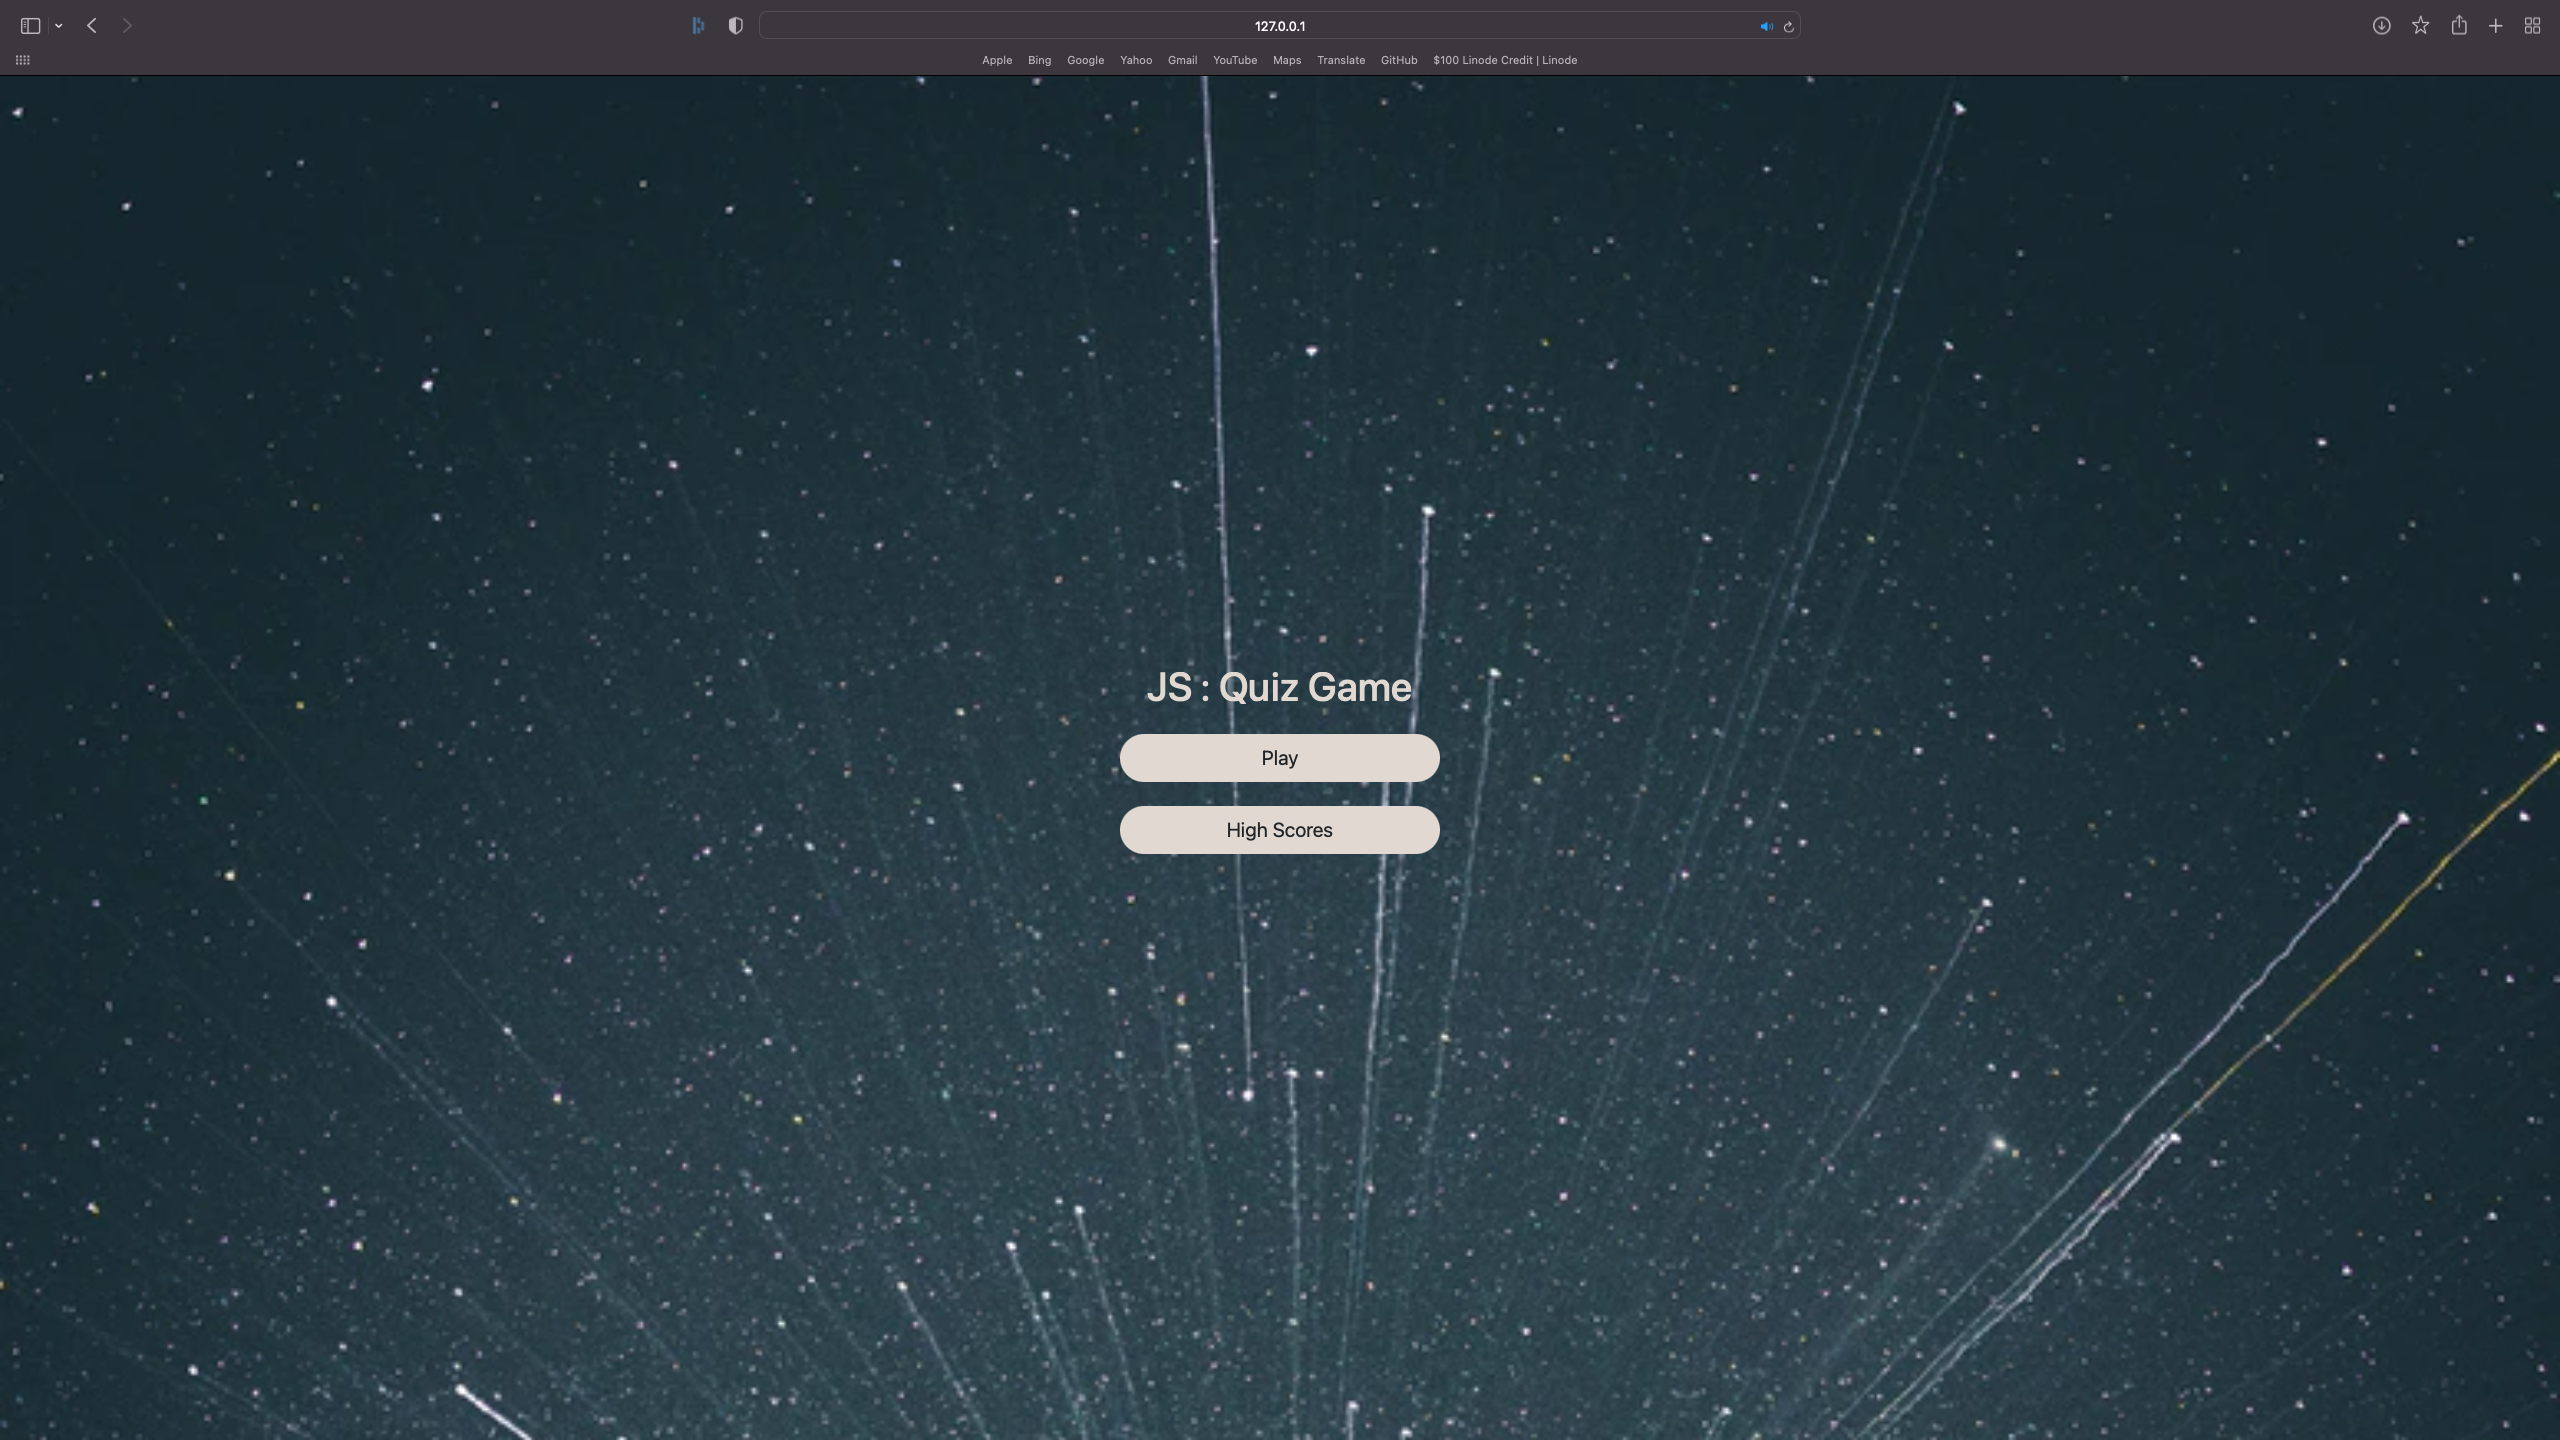 127.0.0.1
Apple Bing Google Yahoo Gmail YouTube Maps Translate GitHub $100 Linode Credit | Linode
JS : Quiz Game
Play
High Scores